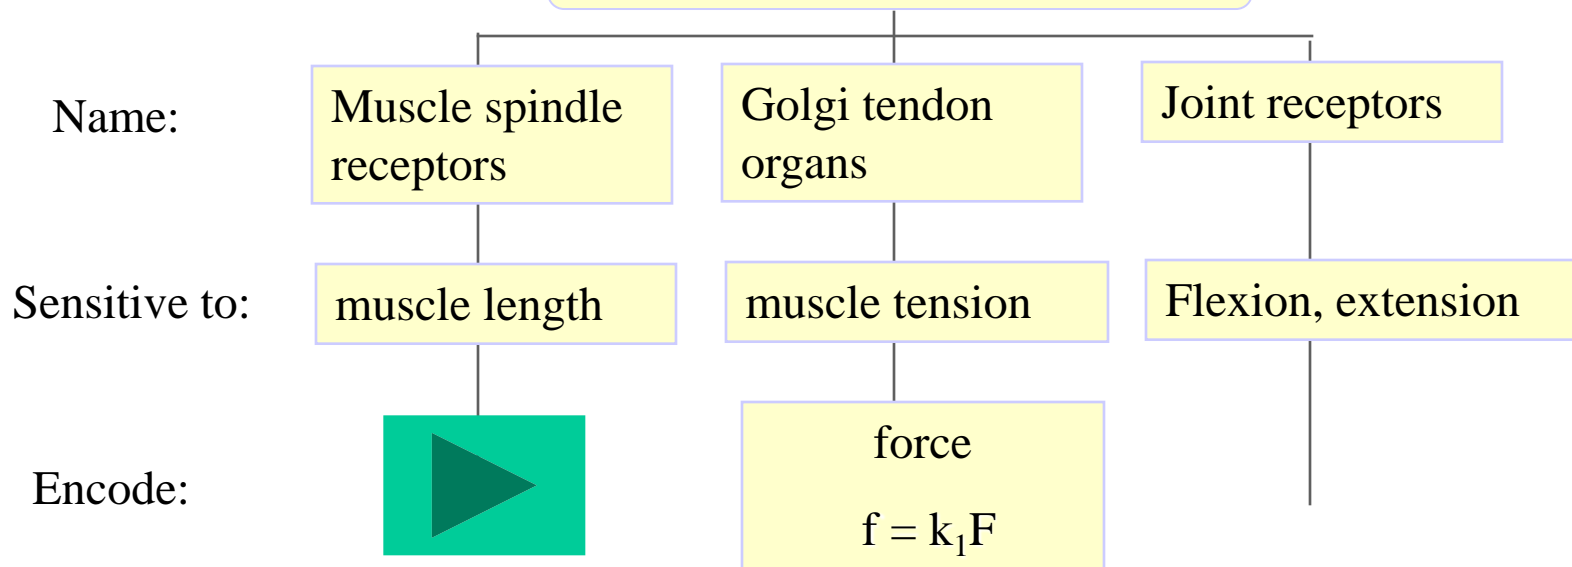 Name:
Muscle spindle
receptors
Golgi tendon
organs
Joint receptors
Sensitive to:
muscle length
muscle tension
Flexion, extension
Encode:
force
f = k₁F